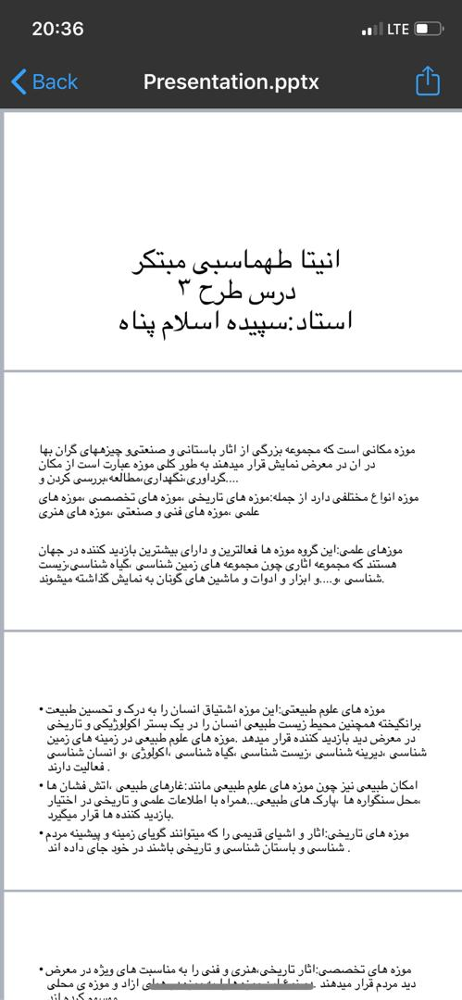 20:36
LTE
Back
Presentation.pptx
انیتا طهماسبی مبتکر
درس طرح ۳
استاد:سپیده اسلام پناه
موزه مکانی است که مجموعه بزرگی از اثار باستانی و صنعتیو چیزههای گران بها
در ان در معرض نمایش قرار میدهند به طور کلی موزه عبارت است از مکان
گرداوری،نگهداری،مطالعه،بررسی کردن و....
موزه انواع مختلفی دارد از جمله:موزه های تاریخی ،موزه های تخصصی ،موزه های
علمی ،موزه های فنی و صنعتی ،موزه های هنری
موزهای علمی:این گروه موزه ها فعالترین و دارای بیشترین بازدید کننده در جهان
هستند که مجموعه اثاری چون مجموعه های زمین شناسی ،گیاه شناسی،زیست
شناسی ،و....و ابزار و ادوات و ماشین های گونان به نمایش گذاشته میشوند.
• موزه های علوم طبیعتی:این موزه اشتیاق انسان را به درک و تحسین طبیعت
برانگیخته همچنین محیط زیست طبیعی انسان را در یک بستر اکولوژیکی و تاریخی
در معرض دید بازدید کننده قرار میدهد .موزه های علوم طبیعی در زمینه های زمین
شناسی ،دیرینه شناسی ،زیست شناسی ،گیاه شناسی ،اکولوژی ،و انسان شناسی
فعالیت دارند .
• امکان طبیعی نیز چون موزه های علوم طبیعی مانند:غارهای طبیعی ،اتش فشان ها
،محل سنگواره ها ،پارک های طبیعی...همراه با اطلاعات علمی و تاریخی در اختیار
بازدید کننده ها قرار میگیرد.
• موزه های تاریخی:اثار و اشیای قدیمی را که میتوانند گویای زمینه و پیشینه مردم
شناسی و باستان شناسی و تاریخی باشند در خود جای داده اند .
• موزه های تخصصی:اثار تاریخی،هنری و فنی را به مناسبت های ویژه در معرض
دید مردم قرار میدهند ازاد و موزه ی محلی